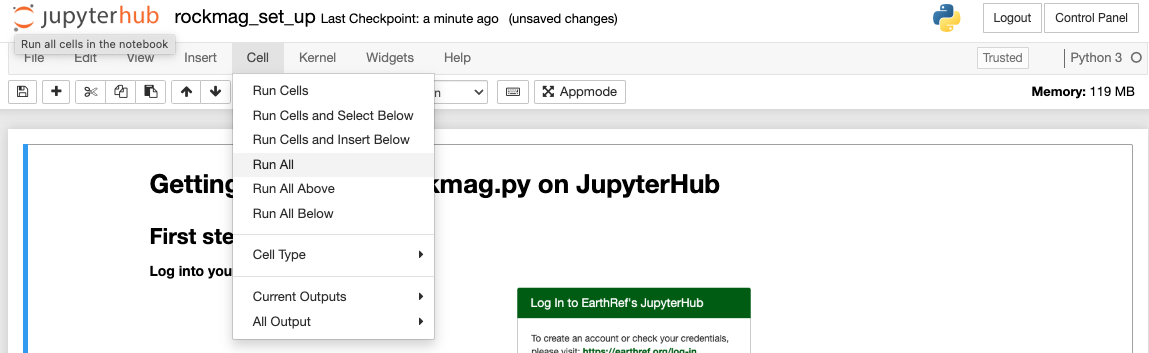 jupyterhub rockmag_set_up Last Checkpoint: a minute ago (unsaved changes) Logout Control Panel
Run all cells in the notebook
File Edit View Insert Cell Kernel Widgets Help Trusted Python 3
Appmode Memory: 119 MB
Run Cells
Run Cells and Select Below
Run Cells and Insert Below
Run All
Run All Above
Run All Below
Cell Type
Current Outputs
All Output
Getting kmag.py on JupyterHub
First ste
Log into you
Log In to EarthRef's JupyterHub
To create an account or check your credentials,
please visit: https://earthref.org/log-in